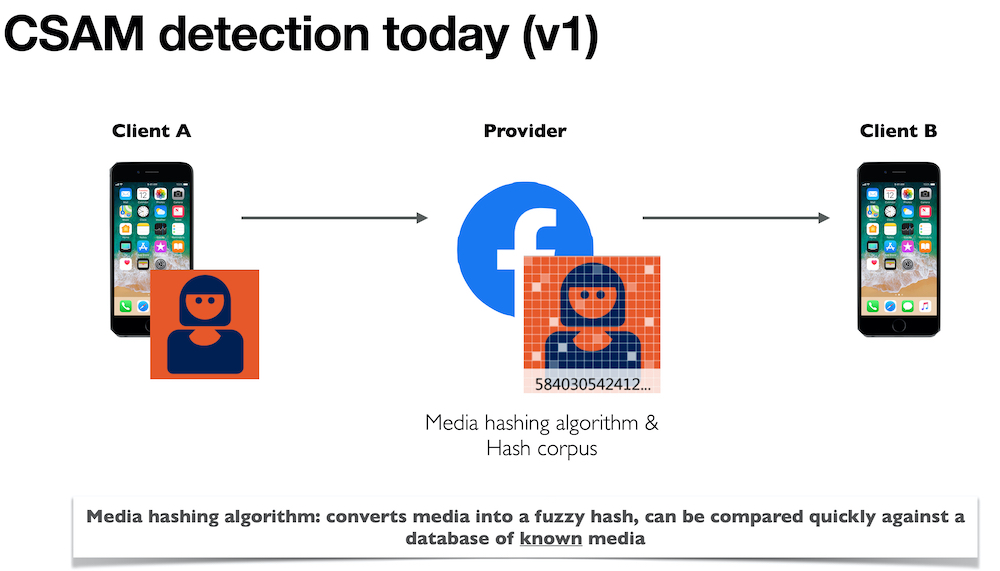 CSAM detection today (v1)
Client A
Provider
Client B
584030542412...
Media hashing algorithm &
Hash corpus
Media hashing algorithm: converts media into a fuzzy hash, can be compared quickly against a
database of known media